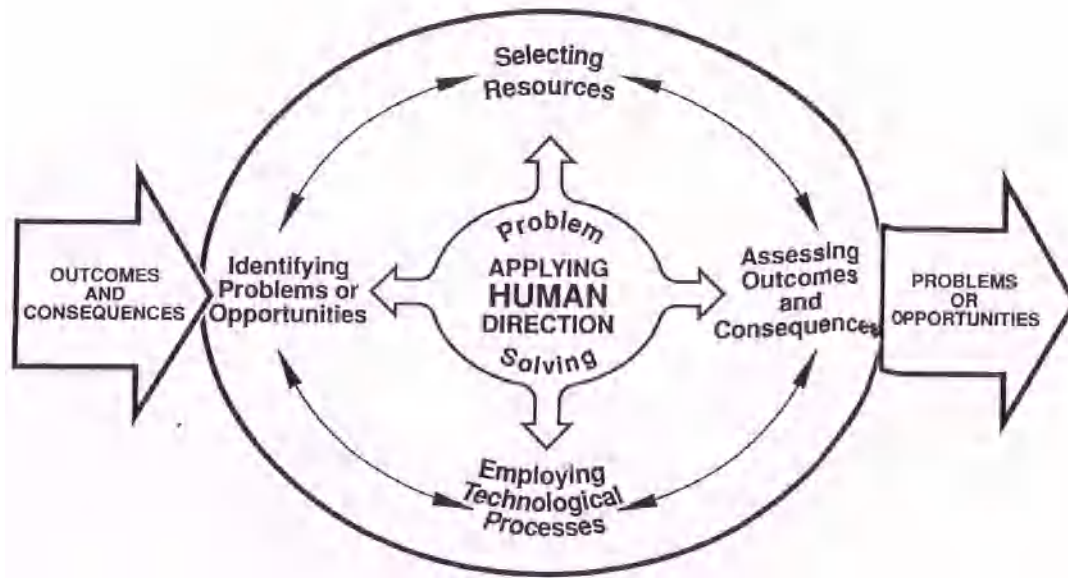 Selecting
Resources
OUTCOMES
AND
CONSEQUENCES
Identifying
Problems or
Opportunities
Problem
APPLYING
HUMAN
DIRECTION
Solving
Assessing
Outcomes
and
Consequences
PROBLEMS
OR
OPPORTUNITIES
Employing
Technological
Processes